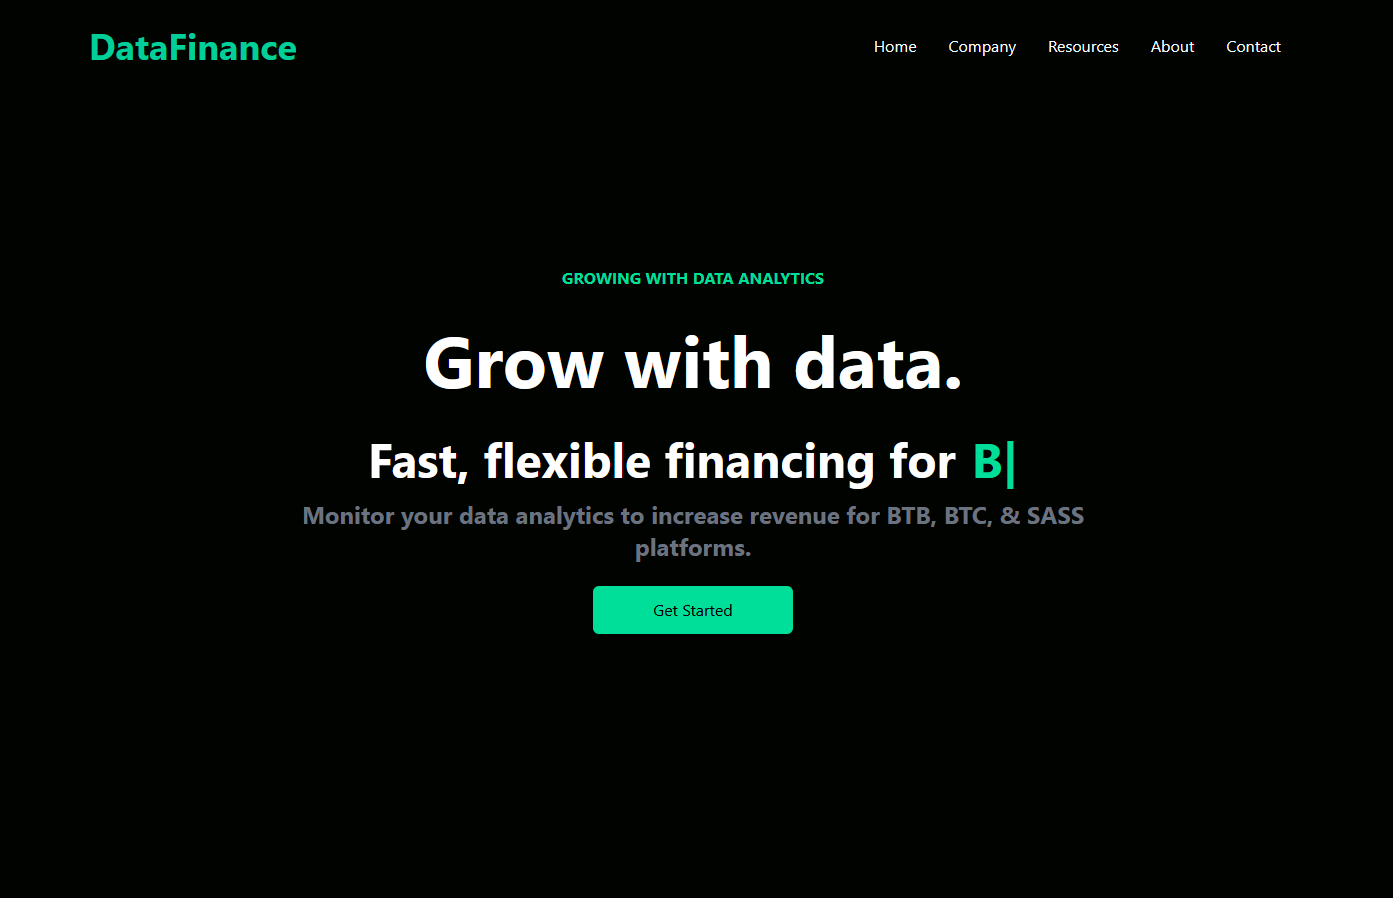 DataFinance
Home Company Resources About Contact
GROWING WITH DATA ANALYTICS
Grow with data.
Fast, flexible financing for B|
Monitor your data analytics to increase revenue for BTB, BTC, & SASS
platforms.
Get Started